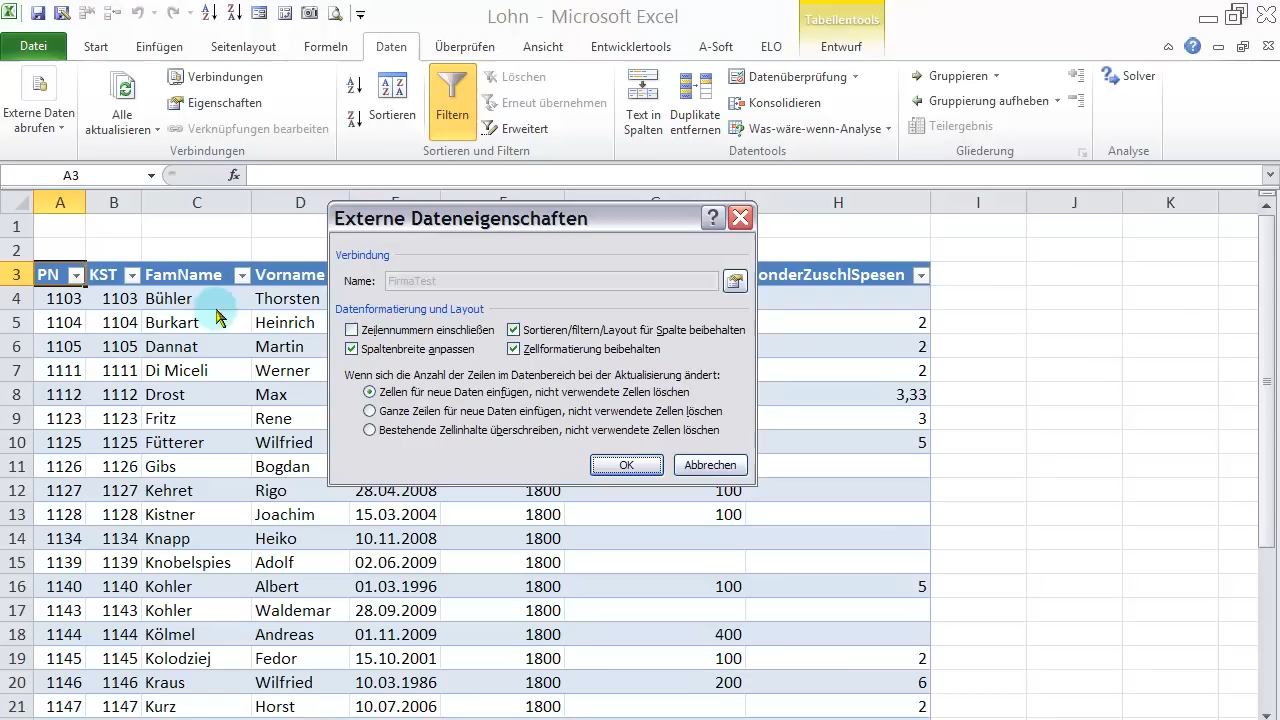 Lohn - Microsoft Excel
Tabellentools
Datei Start Einfügen Seitenlayout Formeln Daten Überprüfen Ansicht Entwicklertools A-Soft ELO Entwurf
Externe Daten abrufen
Alle aktualisieren
Verbindungen
Eigenschaften
Verknüpfungen bearbeiten
Verbindungen
Sortieren
Filtern
Löschen
Erneut übernehmen
Erweitert
Sortieren und Filtern
Text in Spalten
Duplikate entfernen
Datenüberprüfung
Konsolidieren
Was-wäre-wenn-Analyse
Datentools
Gruppieren
Gruppierung aufheben
Teilergebnis
Gliederung
Solver
Analyse
A3 fx
A B C D H I J K
1
2
3 PN KST FamName Vorname onderZuschlSpesen
4 1103 1103 Bühler Thorsten
5 1104 1104 Burkart Heinrich 2
6 1105 1105 Dannat Martin 2
7 1111 1111 Di Miceli Werner 2
8 1112 1112 Drost Max 3,33
9 1123 1123 Fritz Rene 3
10 1125 1125 Fütterer Wilfried 5
11 1126 1126 Gibs Bogdan
12 1127 1127 Kehret Rigo 28.04.2008 1800 100
13 1128 1128 Kistner Joachim 15.03.2004 1800 100
14 1134 1134 Knapp Heiko 10.11.2008 1800
15 1139 1139 Knobelspies Adolf 02.06.2009 1800
16 1140 1140 Kohler Albert 01.03.1996 1800 100 5
17 1143 1143 Kohler Waldemar 28.09.2009 1800
18 1144 1144 Kölmel Andreas 01.11.2009 1800 400
19 1145 1145 Kolodziej Fedor 15.10.2001 1800 100 2
20 1146 1146 Kraus Wilfried 10.03.1986 1800 200 6
21 1147 1147 Kurz Horst 10.07.2006 1800 2
Externe Dateneigenschaften
Verbindung
Name: FirmaTest
Datenformatierung und Layout
Zeilennummern einschließen Sortieren/filtern/Layout für Spalte beibehalten
Spaltenbreite anpassen Zellformatierung beibehalten
Wenn sich die Anzahl der Zeilen im Datenbereich bei der Aktualisierung ändert:
Zellen für neue Daten einfügen, nicht verwendete Zellen löschen
Ganze Zeilen für neue Daten einfügen, nicht verwendete Zellen löschen
Bestehende Zellinhalte überschreiben, nicht verwendete Zellen löschen
OK Abbrechen